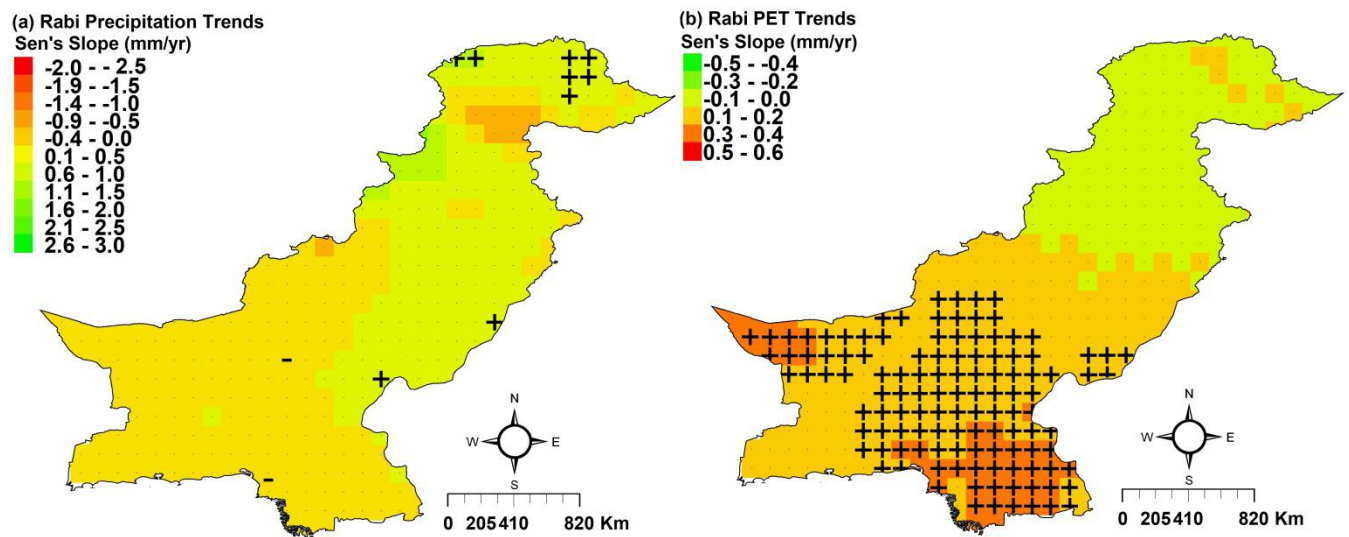 (a) Rabi Precipitation Trends
Sen's Slope (mm/yr)
-2.0 - -2.5
-1.9 - -1.5
-1.4 - -1.0
-0.9 - -0.5
-0.4 - 0.0
0.1 - 0.5
0.6 - 1.0
1.1 - 1.5
1.6 - 2.0
2.1 - 2.5
2.6 - 3.0
N
W E
S
0 205 410 820 Km
(b) Rabi PET Trends
Sen's Slope (mm/yr)
-0.5 - -0.4
-0.3 - -0.2
-0.1 - 0.0
0.1 - 0.2
0.3 - 0.4
0.5 - 0.6
N
W E
S
0 205 410 820 Km